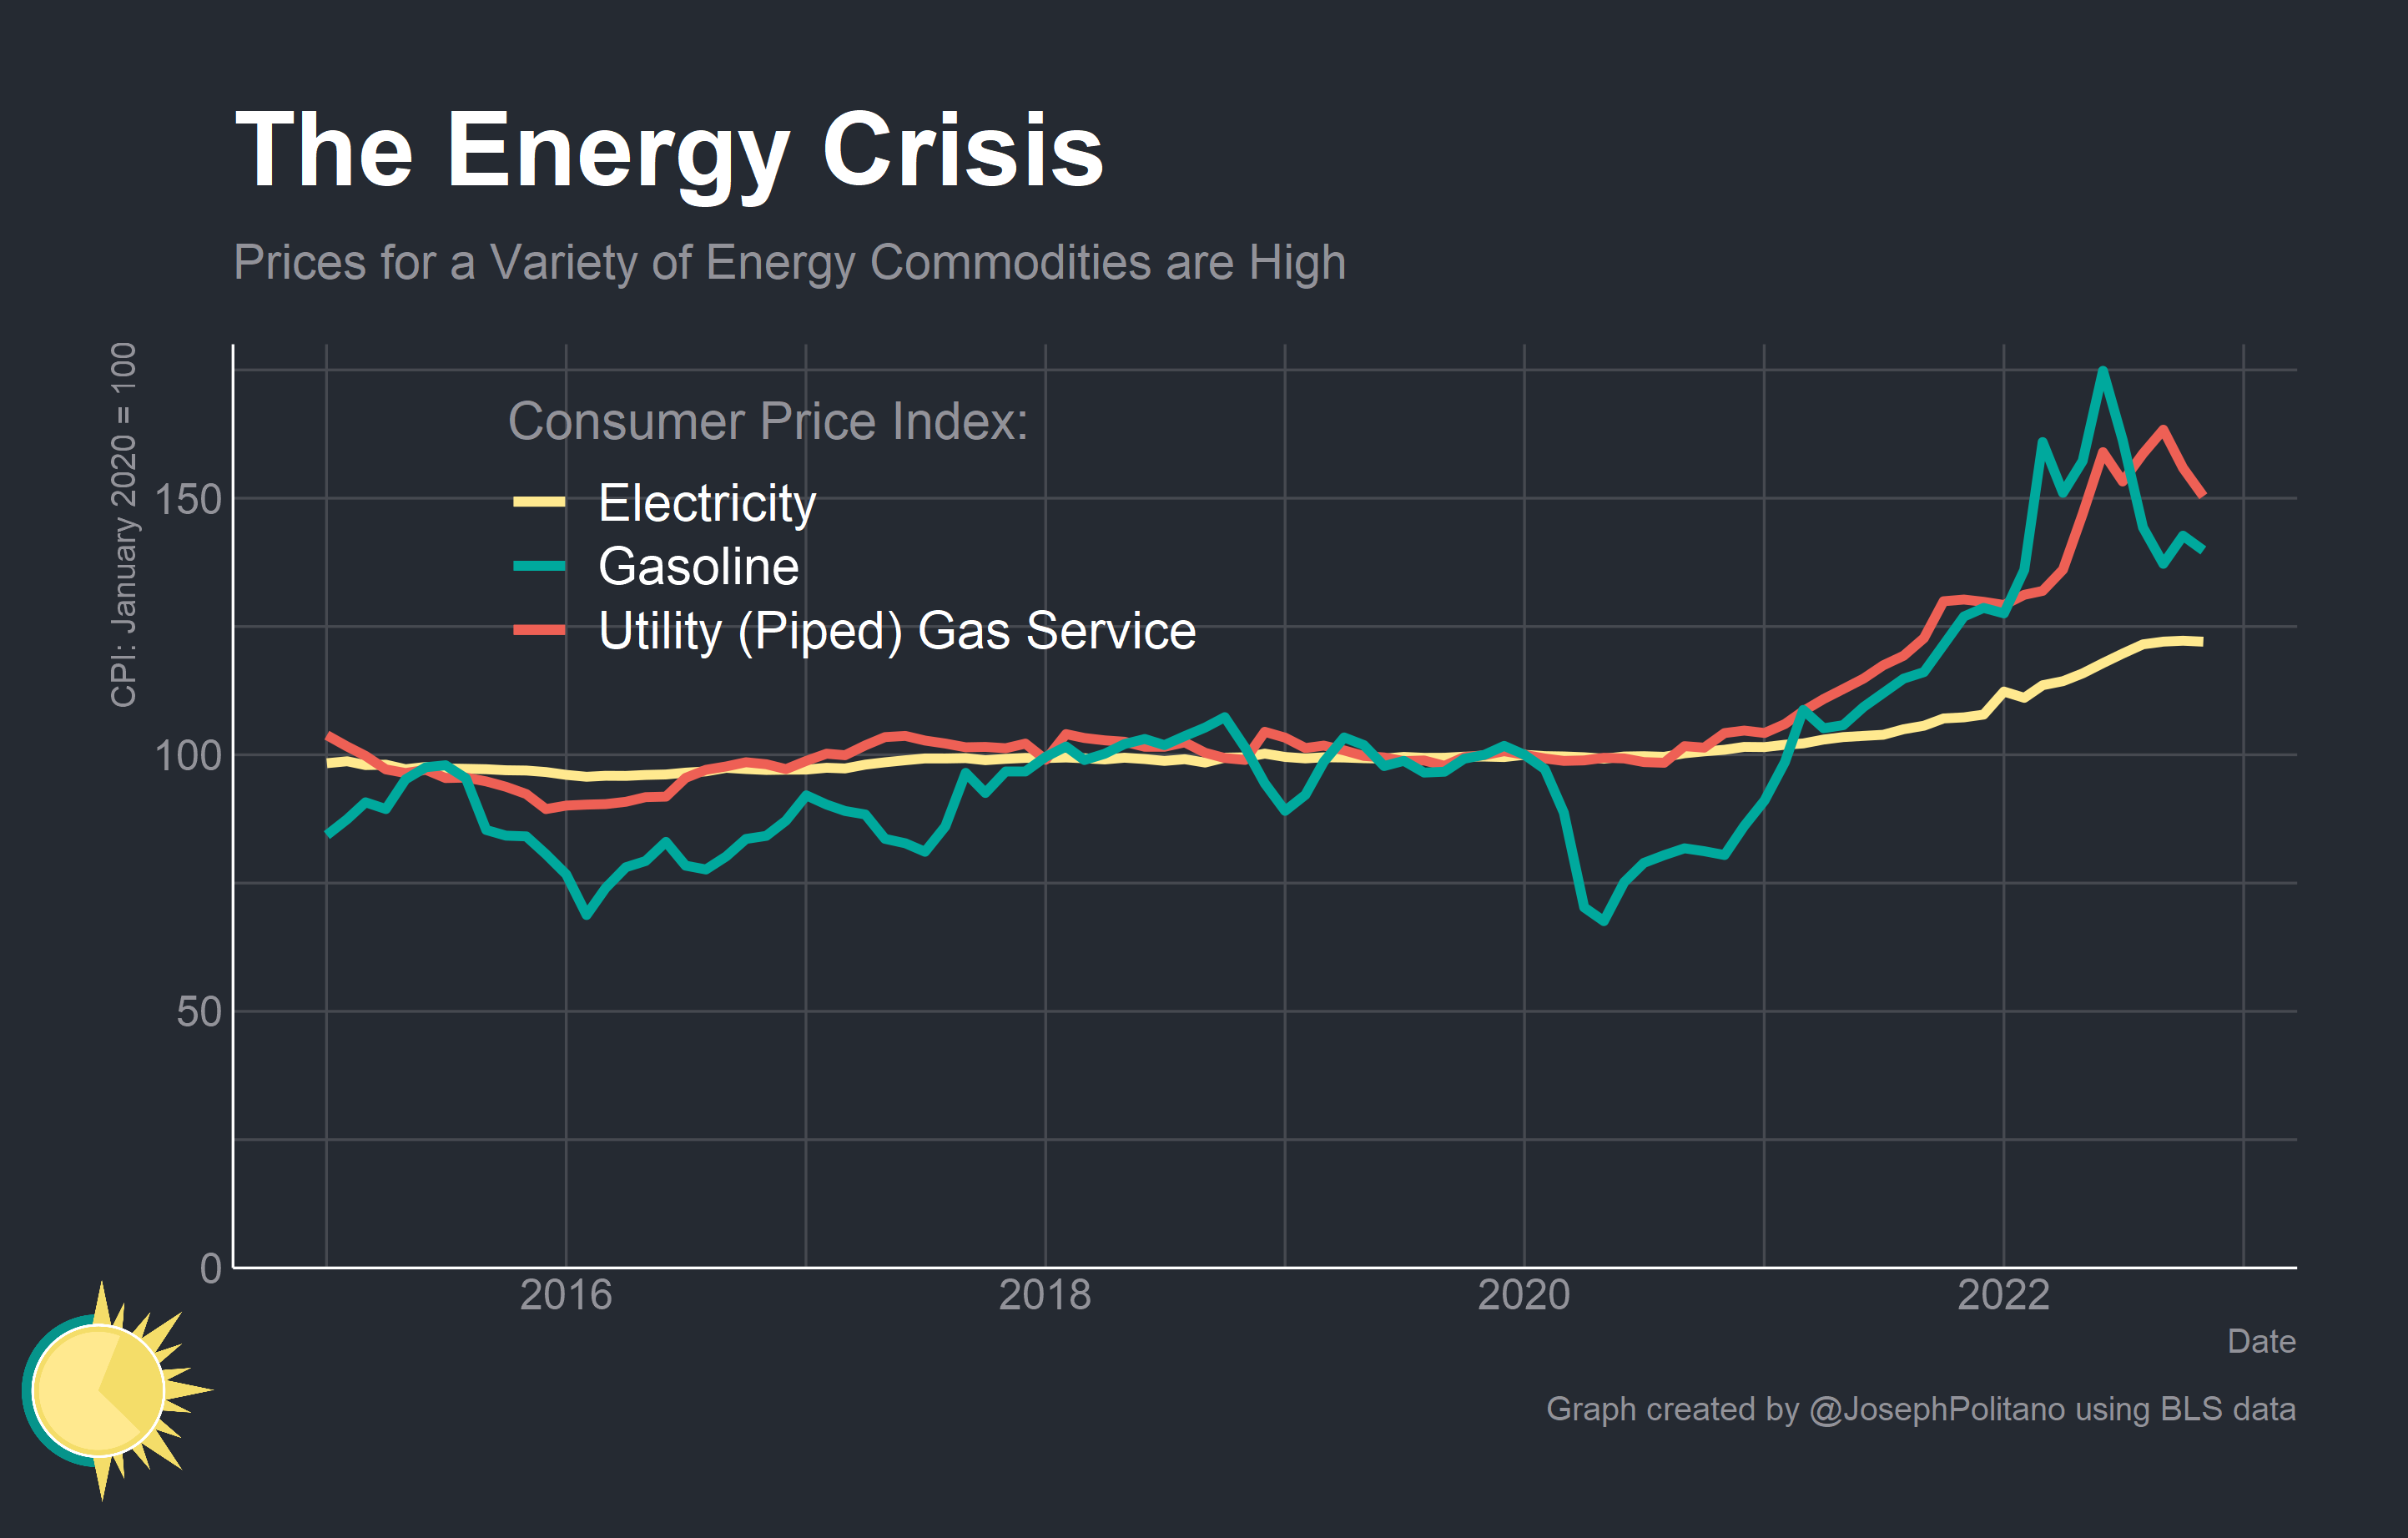 The Energy Crisis
Prices for a Variety of Energy Commodities are High
CPI: January 2020 = 100
Consumer Price Index:
Electricity
Gasoline
Utility (Piped) Gas Service
150
100
50
0
2016
2018
2020
2022
Date
Graph created by @JosephPolitano using BLS data